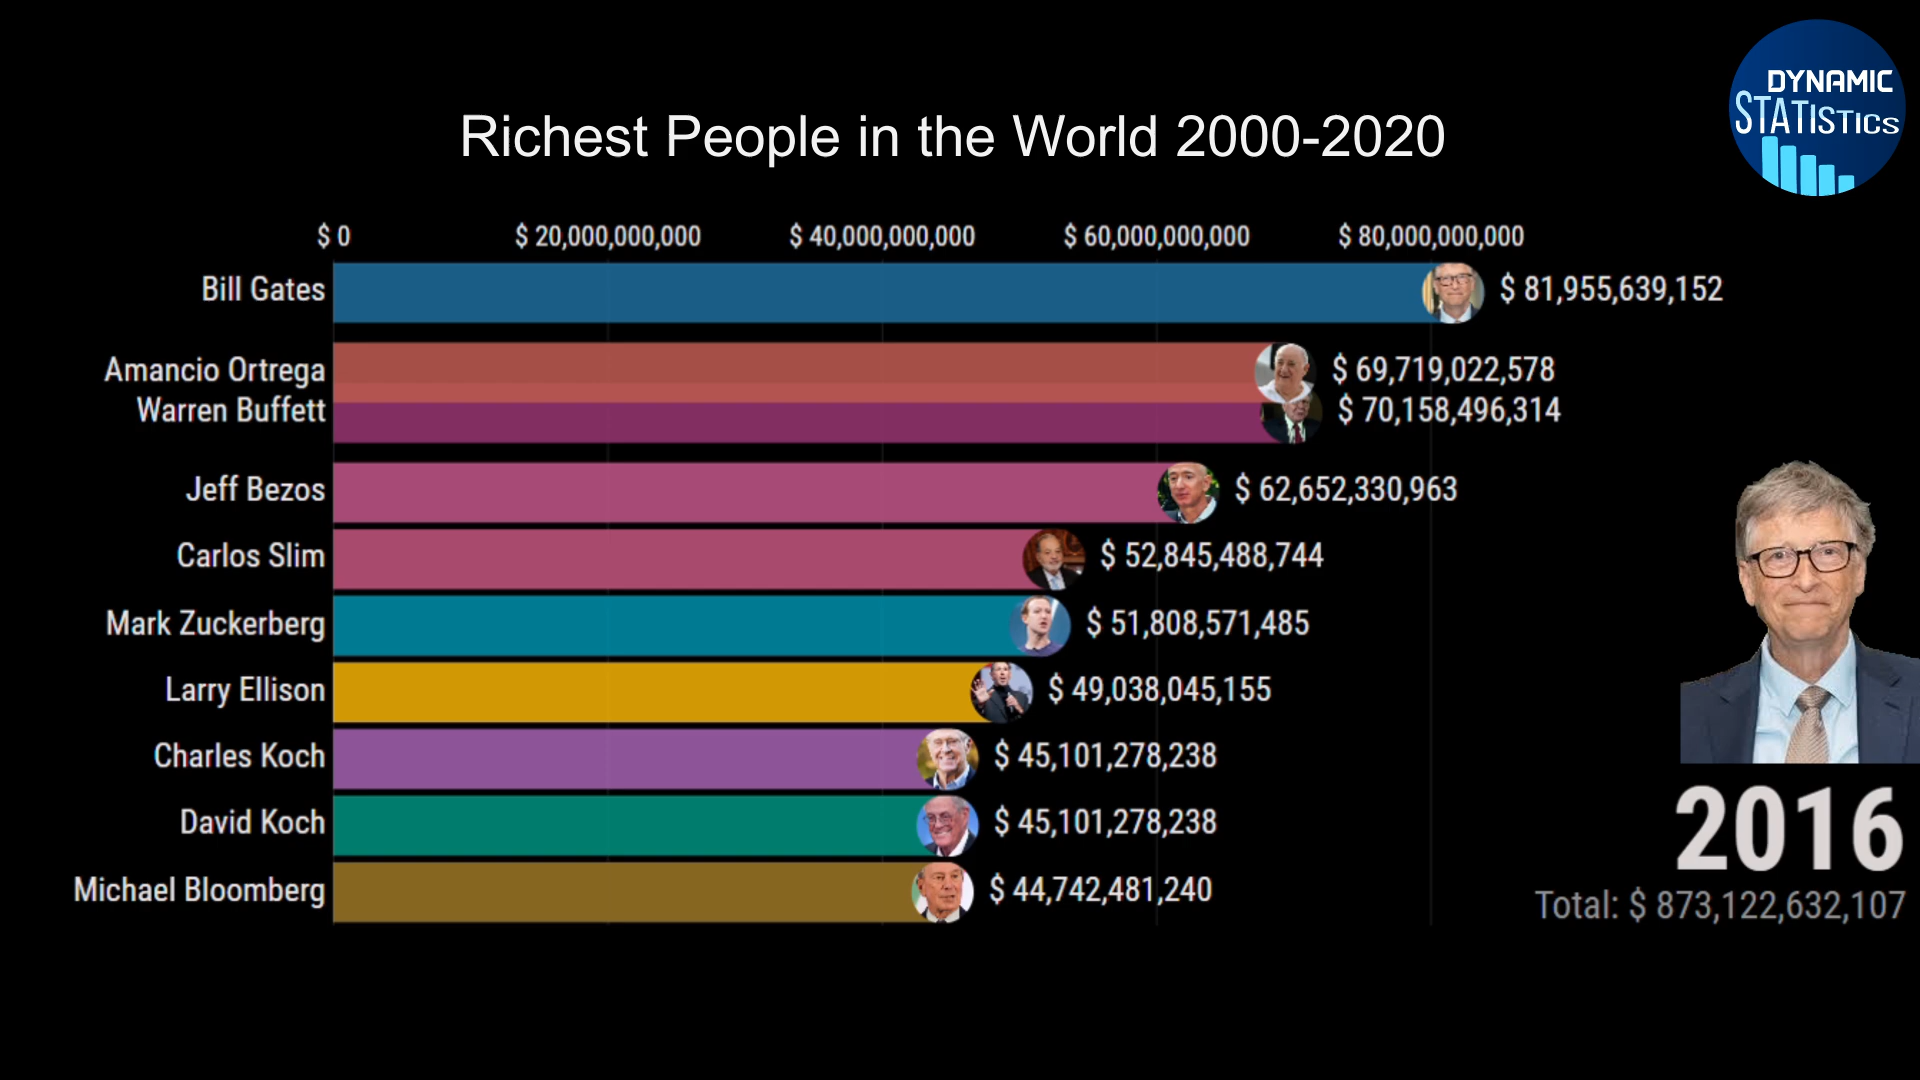 DYNAMIC
STATISTICS
Richest People in the World 2000-2020
$ 0 $ 20,000,000,000 $ 40,000,000,000 $ 60,000,000,000 $ 80,000,000,000
Bill Gates $ 81,955,639,152
Amancio Ortrega $ 69,719,022,578
Warren Buffett $ 70,158,496,314
Jeff Bezos $ 62,652,330,963
Carlos Slim $ 52,845,488,744
Mark Zuckerberg $ 51,808,571,485
Larry Ellison $ 49,038,045,155
Charles Koch $ 45,101,278,238
David Koch $ 45,101,278,238
Michael Bloomberg $ 44,742,481,240
2016
Total: $ 873,122,632,107